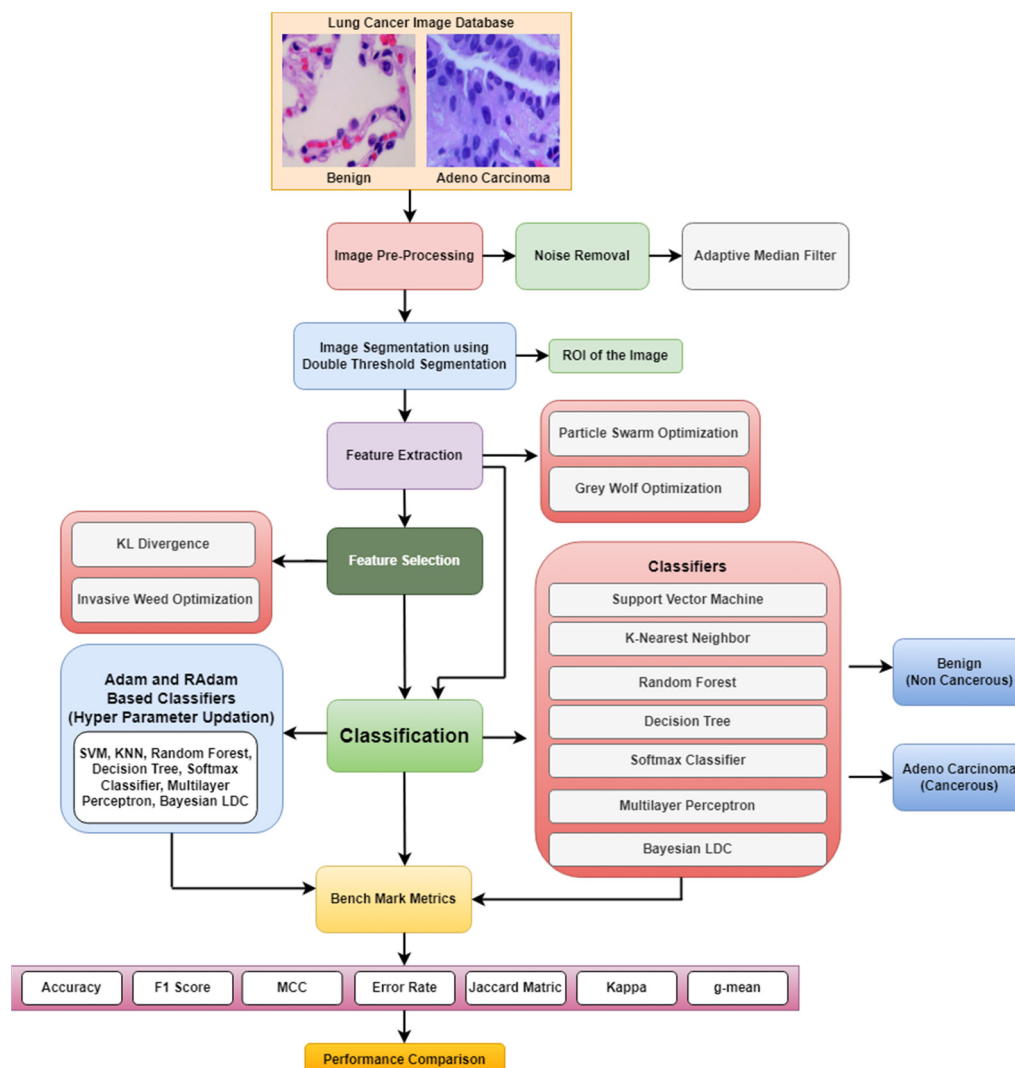 Lung Cancer Image Database
Benign
Adeno Carcinoma
Image Pre-Processing
Noise Removal
Adaptive Median Filter
Image Segmentation using
Double Threshold Segmentation
ROI of the Image
Feature Extraction
Particle Swarm Optimization
Grey Wolf Optimization
Feature Selection
KL Divergence
Invasive Weed Optimization
Classifiers
Support Vector Machine
K-Nearest Neighbor
Random Forest
Decision Tree
Softmax Classifier
Multilayer Perceptron
Bayesian LDC
Benign
(Non Cancerous)
Adeno Carcinoma
(Cancerous)
Adam and RAdam
Based Classifiers
(Hyper Parameter Updation)
SVM, KNN, Random Forest,
Decision Tree, Softmax
Classifier, Multilayer
Perceptron, Bayesian LDC
Classification
Bench Mark Metrics
Accuracy
F1 Score
MCC
Error Rate
Jaccard Matric
Kappa
g-mean
Performance Comparison